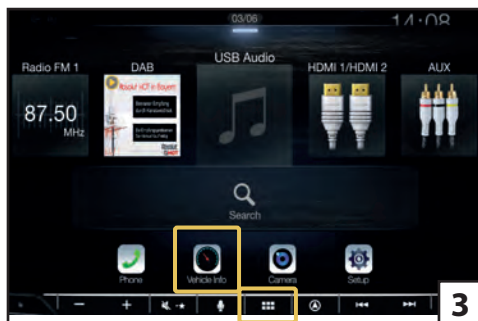 03/06
14:08
Radio FM 1
DAB
USB Audio
HDMI 1/HDMI 2
AUX
87.50
MHz
Search
Phone
Vehicle Info
Camera
Setup
3